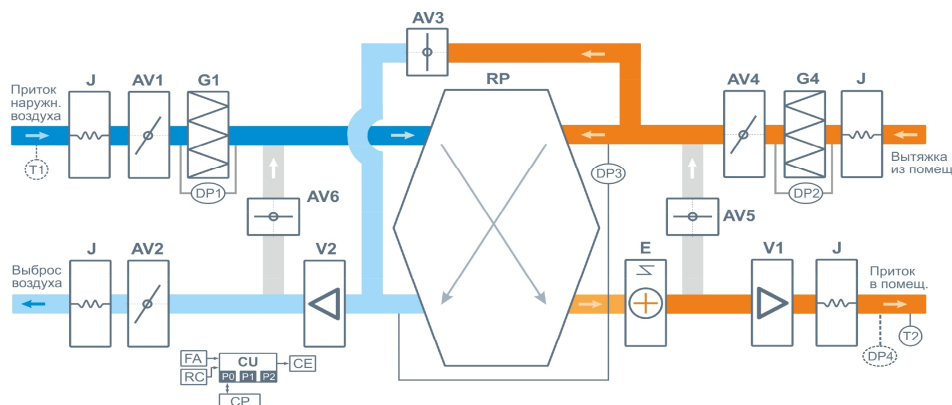 AV3
J
AV1
G1
RP
AV4
G4
J
Приток
наружн.
воздуха
T1
DP1
DP3
DP2
Вытяжка
из помещ
AV6
AV5
J
AV2
V2
E
V1
J
Выброс
воздуха
Приток
в помещ.
T2
DP4
FA
CU
CE
RC
P0 P1 P2
CP